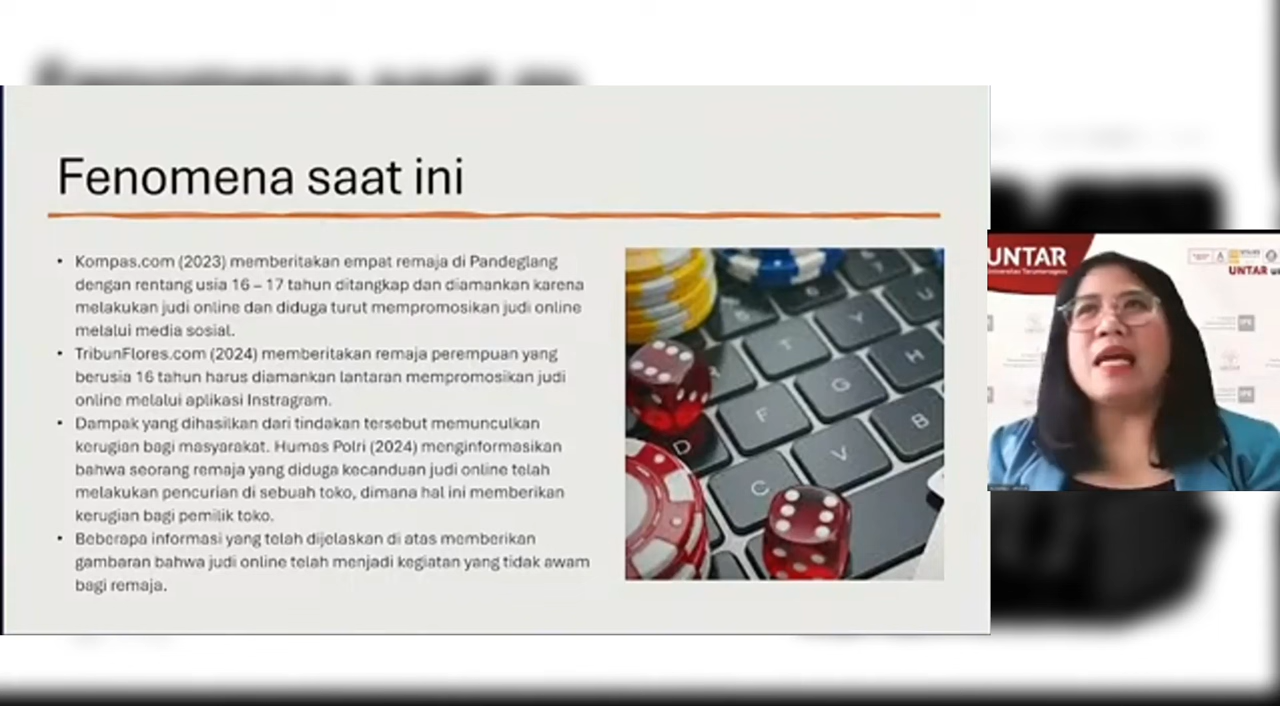 Fenomena saat ini
• Kompas.com (2023) memberitakan empat remaja di Pandeglang
dengan rentang usia 16 – 17 tahun ditangkap dan diamankan karena
melakukan judi online dan diduga turut mempromosikan judi online
melalui media sosial.
• TribunFlores.com (2024) memberitakan remaja perempuan yang
berusia 16 tahun harus diamankan lantaran mempromosikan judi
online melalui aplikasi Instragram.
• Dampak yang dihasilkan dari tindakan tersebut memunculkan
kerugian bagi masyarakat. Humas Polri (2024) menginformasikan
bahwa seorang remaja yang diduga kecanduan judi online telah
melakukan pencurian di sebuah toko, dimana hal ini memberikan
kerugian bagi pemilik toko.
• Beberapa informasi yang telah dijelaskan di atas memberikan
gambaran bahwa judi online telah menjadi kegiatan yang tidak awam
bagi remaja.
Y
U
T
H
G
F
B
D
V
C
UNTAR
Universitas Tarumanagara
UNTAR